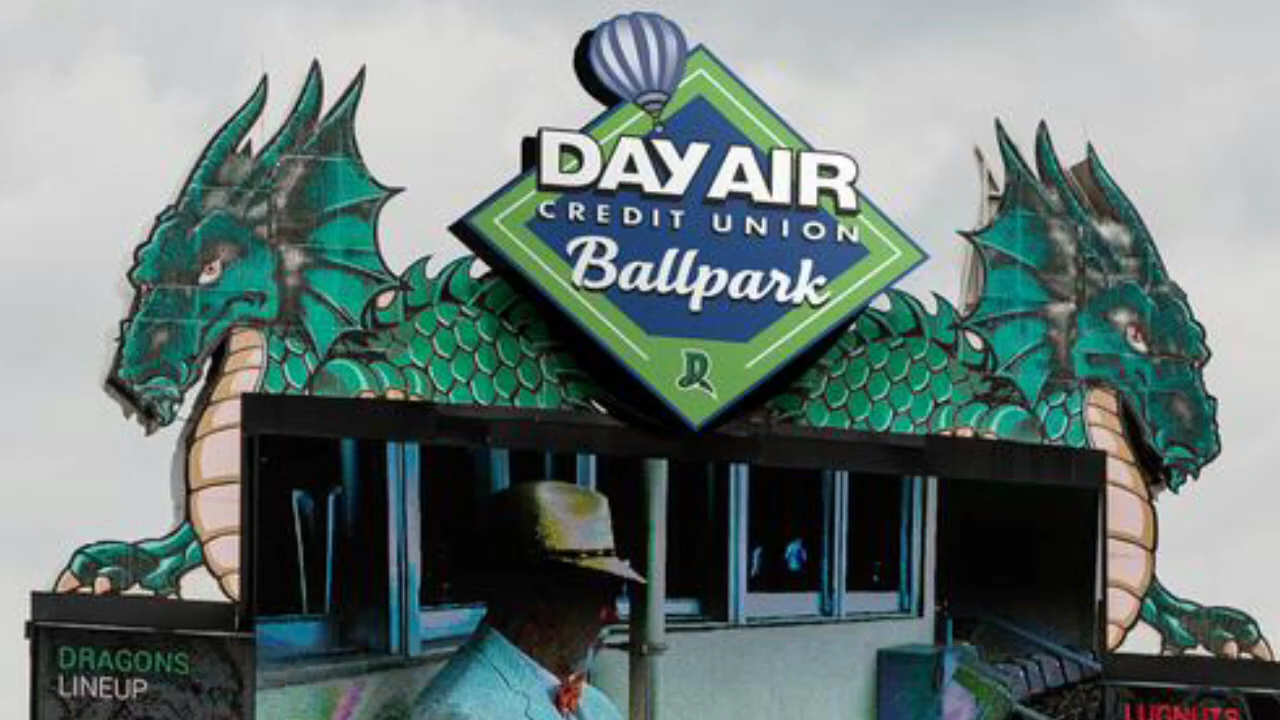 DAY AIR
CREDIT UNION
Ballpark
D
DRAGONS
LINEUP
LUGNUTS